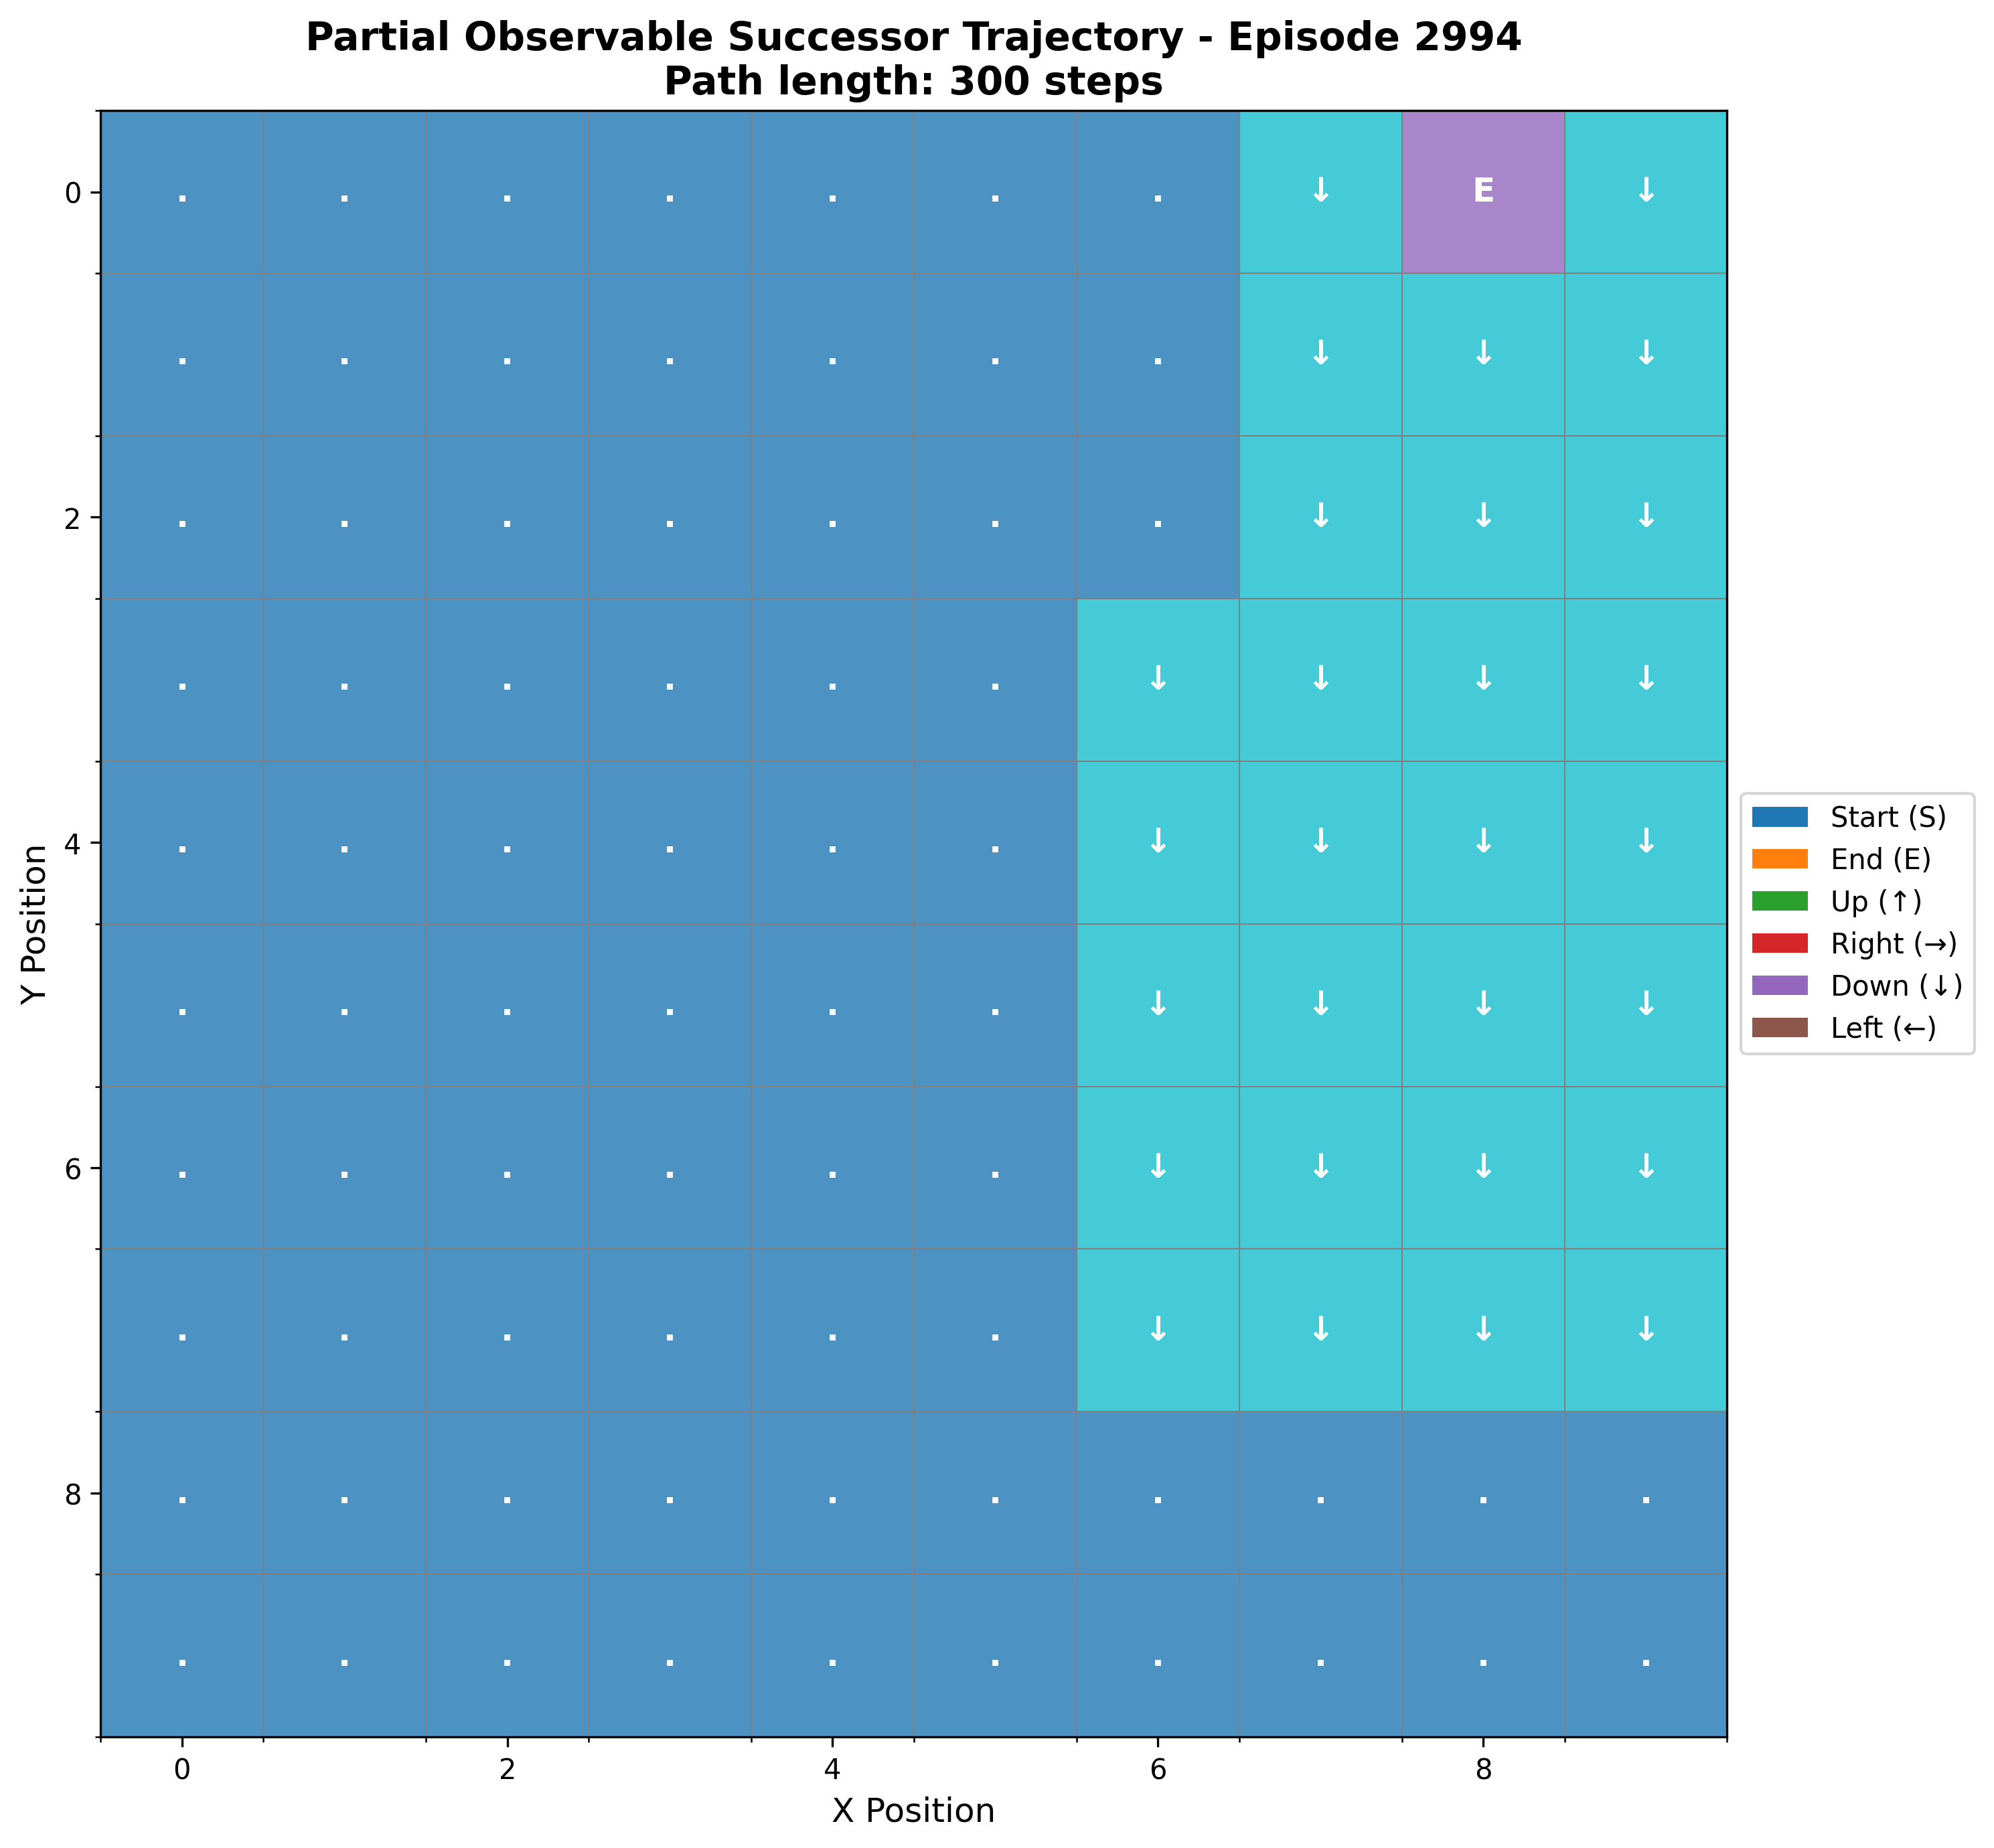 Partial Observable Successor Trajectory - Episode 2994
Path length: 300 steps
0 . . . . . . . ↓ E ↓
. . . . . . . ↓ ↓ ↓
2 . . . . . . . ↓ ↓ ↓
. . . . . . ↓ ↓ ↓ ↓
4 . . . . . . ↓ ↓ ↓ ↓
. . . . . . ↓ ↓ ↓ ↓
6 . . . . . . ↓ ↓ ↓ ↓
. . . . . . ↓ ↓ ↓ ↓
8 . . . . . . . . . .
. . . . . . . . . .
0 2 4 6 8
X Position
Y Position
Start (S)
End (E)
Up (↑)
Right (→)
Down (↓)
Left (←)